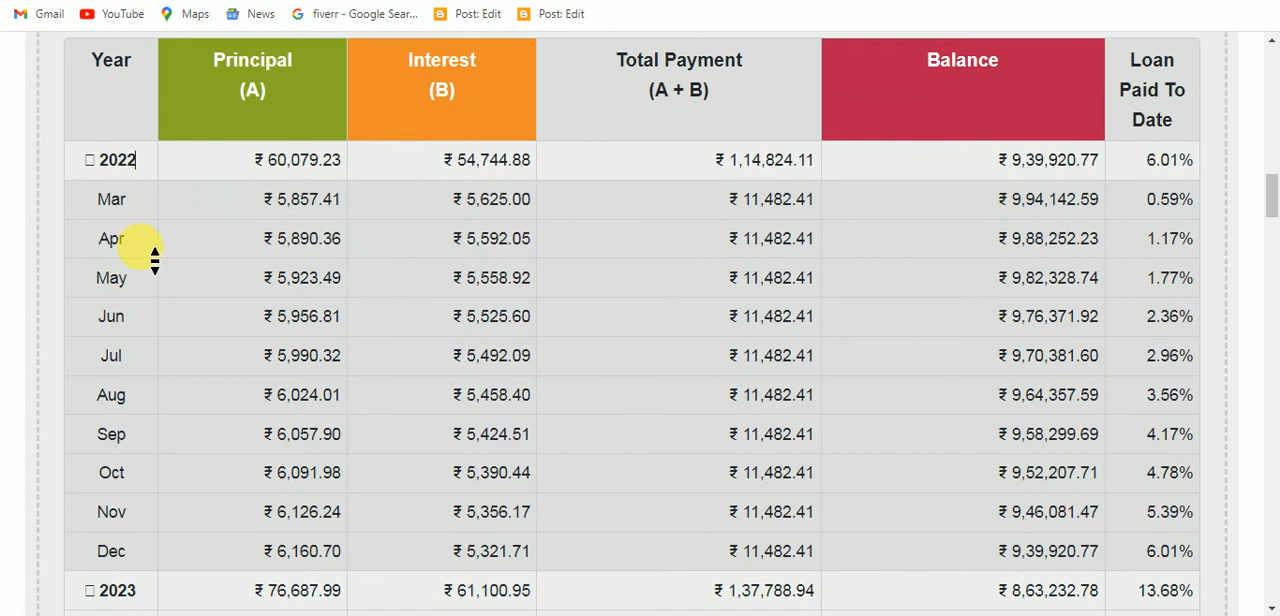 Gmail YouTube Maps News fiverr - Google Sear... Post: Edit Post: Edit
Year Principal (A) Interest (B) Total Payment (A + B) Balance Loan Paid To Date
2022 ₹ 60,079.23 ₹ 54,744.88 ₹ 1,14,824.11 ₹ 9,39,920.77 6.01%
Mar ₹ 5,857.41 ₹ 5,625.00 ₹ 11,482.41 ₹ 9,94,142.59 0.59%
Apr ₹ 5,890.36 ₹ 5,592.05 ₹ 11,482.41 ₹ 9,88,252.23 1.17%
May ₹ 5,923.49 ₹ 5,558.92 ₹ 11,482.41 ₹ 9,82,328.74 1.77%
Jun ₹ 5,956.81 ₹ 5,525.60 ₹ 11,482.41 ₹ 9,76,371.92 2.36%
Jul ₹ 5,990.32 ₹ 5,492.09 ₹ 11,482.41 ₹ 9,70,381.60 2.96%
Aug ₹ 6,024.01 ₹ 5,458.40 ₹ 11,482.41 ₹ 9,64,357.59 3.56%
Sep ₹ 6,057.90 ₹ 5,424.51 ₹ 11,482.41 ₹ 9,58,299.69 4.17%
Oct ₹ 6,091.98 ₹ 5,390.44 ₹ 11,482.41 ₹ 9,52,207.71 4.78%
Nov ₹ 6,126.24 ₹ 5,356.17 ₹ 11,482.41 ₹ 9,46,081.47 5.39%
Dec ₹ 6,160.70 ₹ 5,321.71 ₹ 11,482.41 ₹ 9,39,920.77 6.01%
2023 ₹ 76,687.99 ₹ 61,100.95 ₹ 1,37,788.94 ₹ 8,63,232.78 13.68%